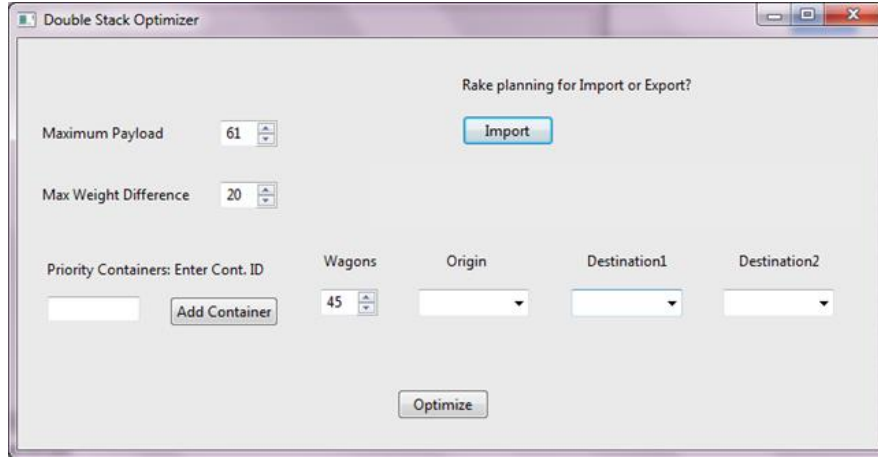 Double Stack Optimizer
Rake planning for Import or Export?
Maximum Payload 61 Import
Max Weight Difference 20
Priority Containers: Enter Cont. ID Wagons Origin Destination1 Destination2
Add Container 45
Optimize